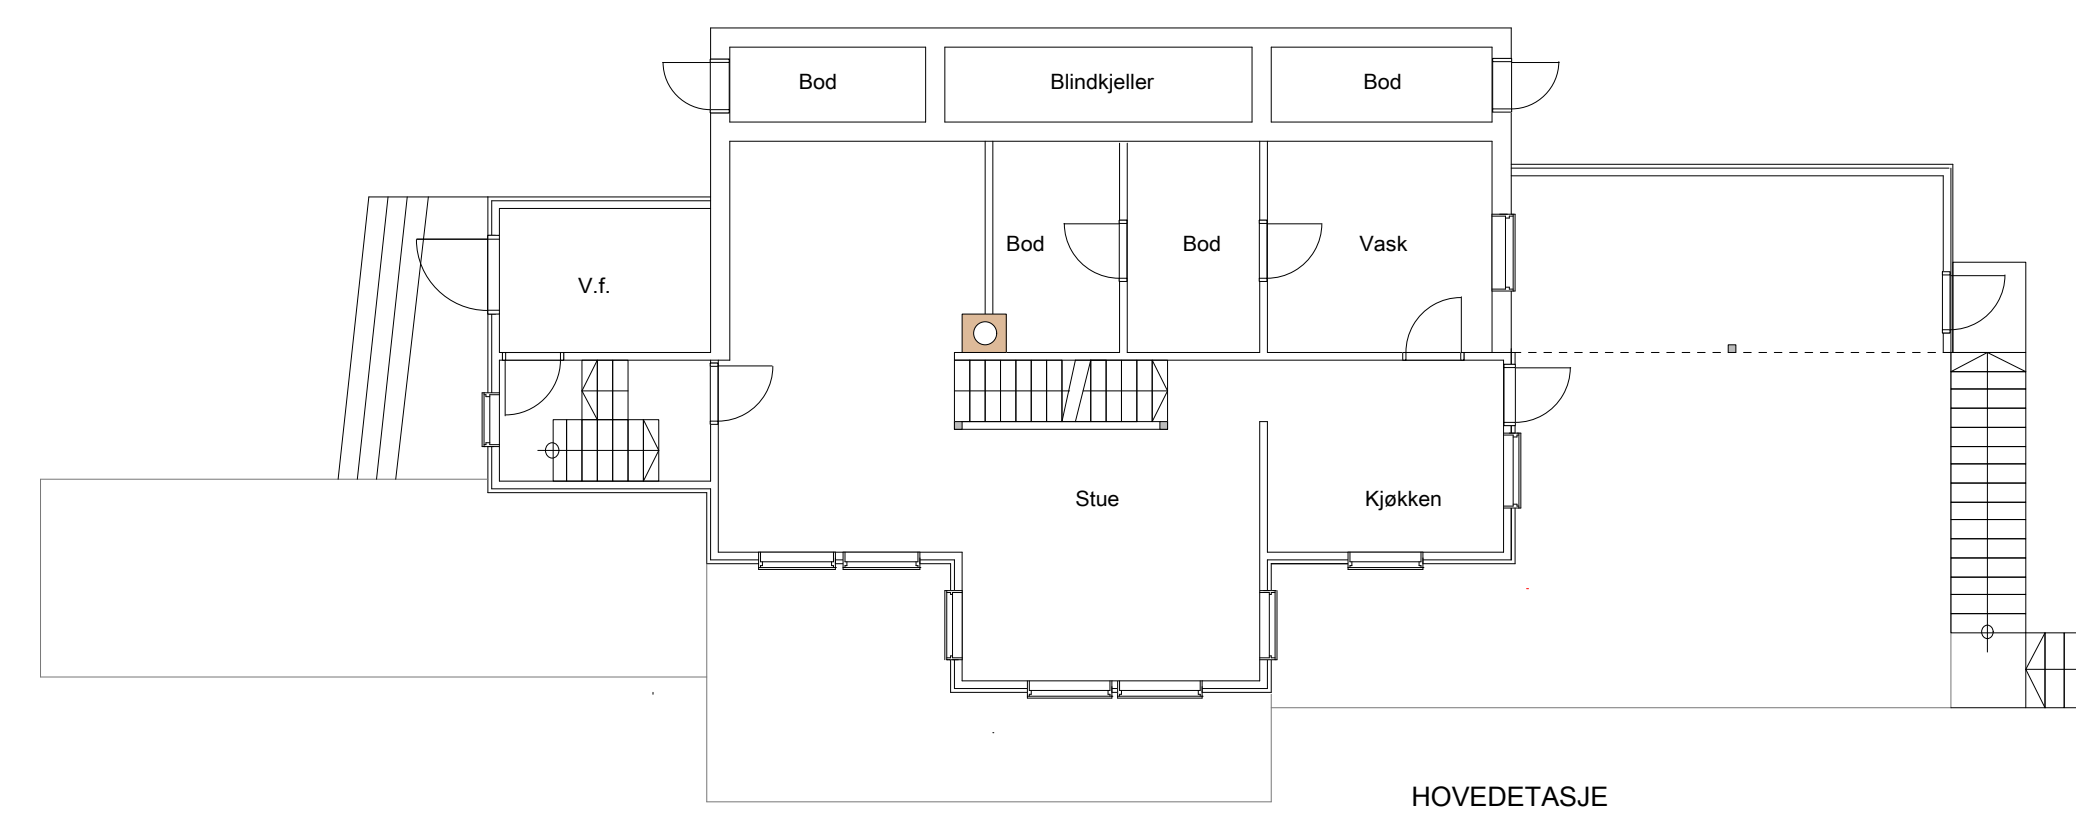 Bod
Blindkjeller
Bod
Bod
Bod
Vask
V.f.
Stue
Kjøkken
HOVEDETASJE